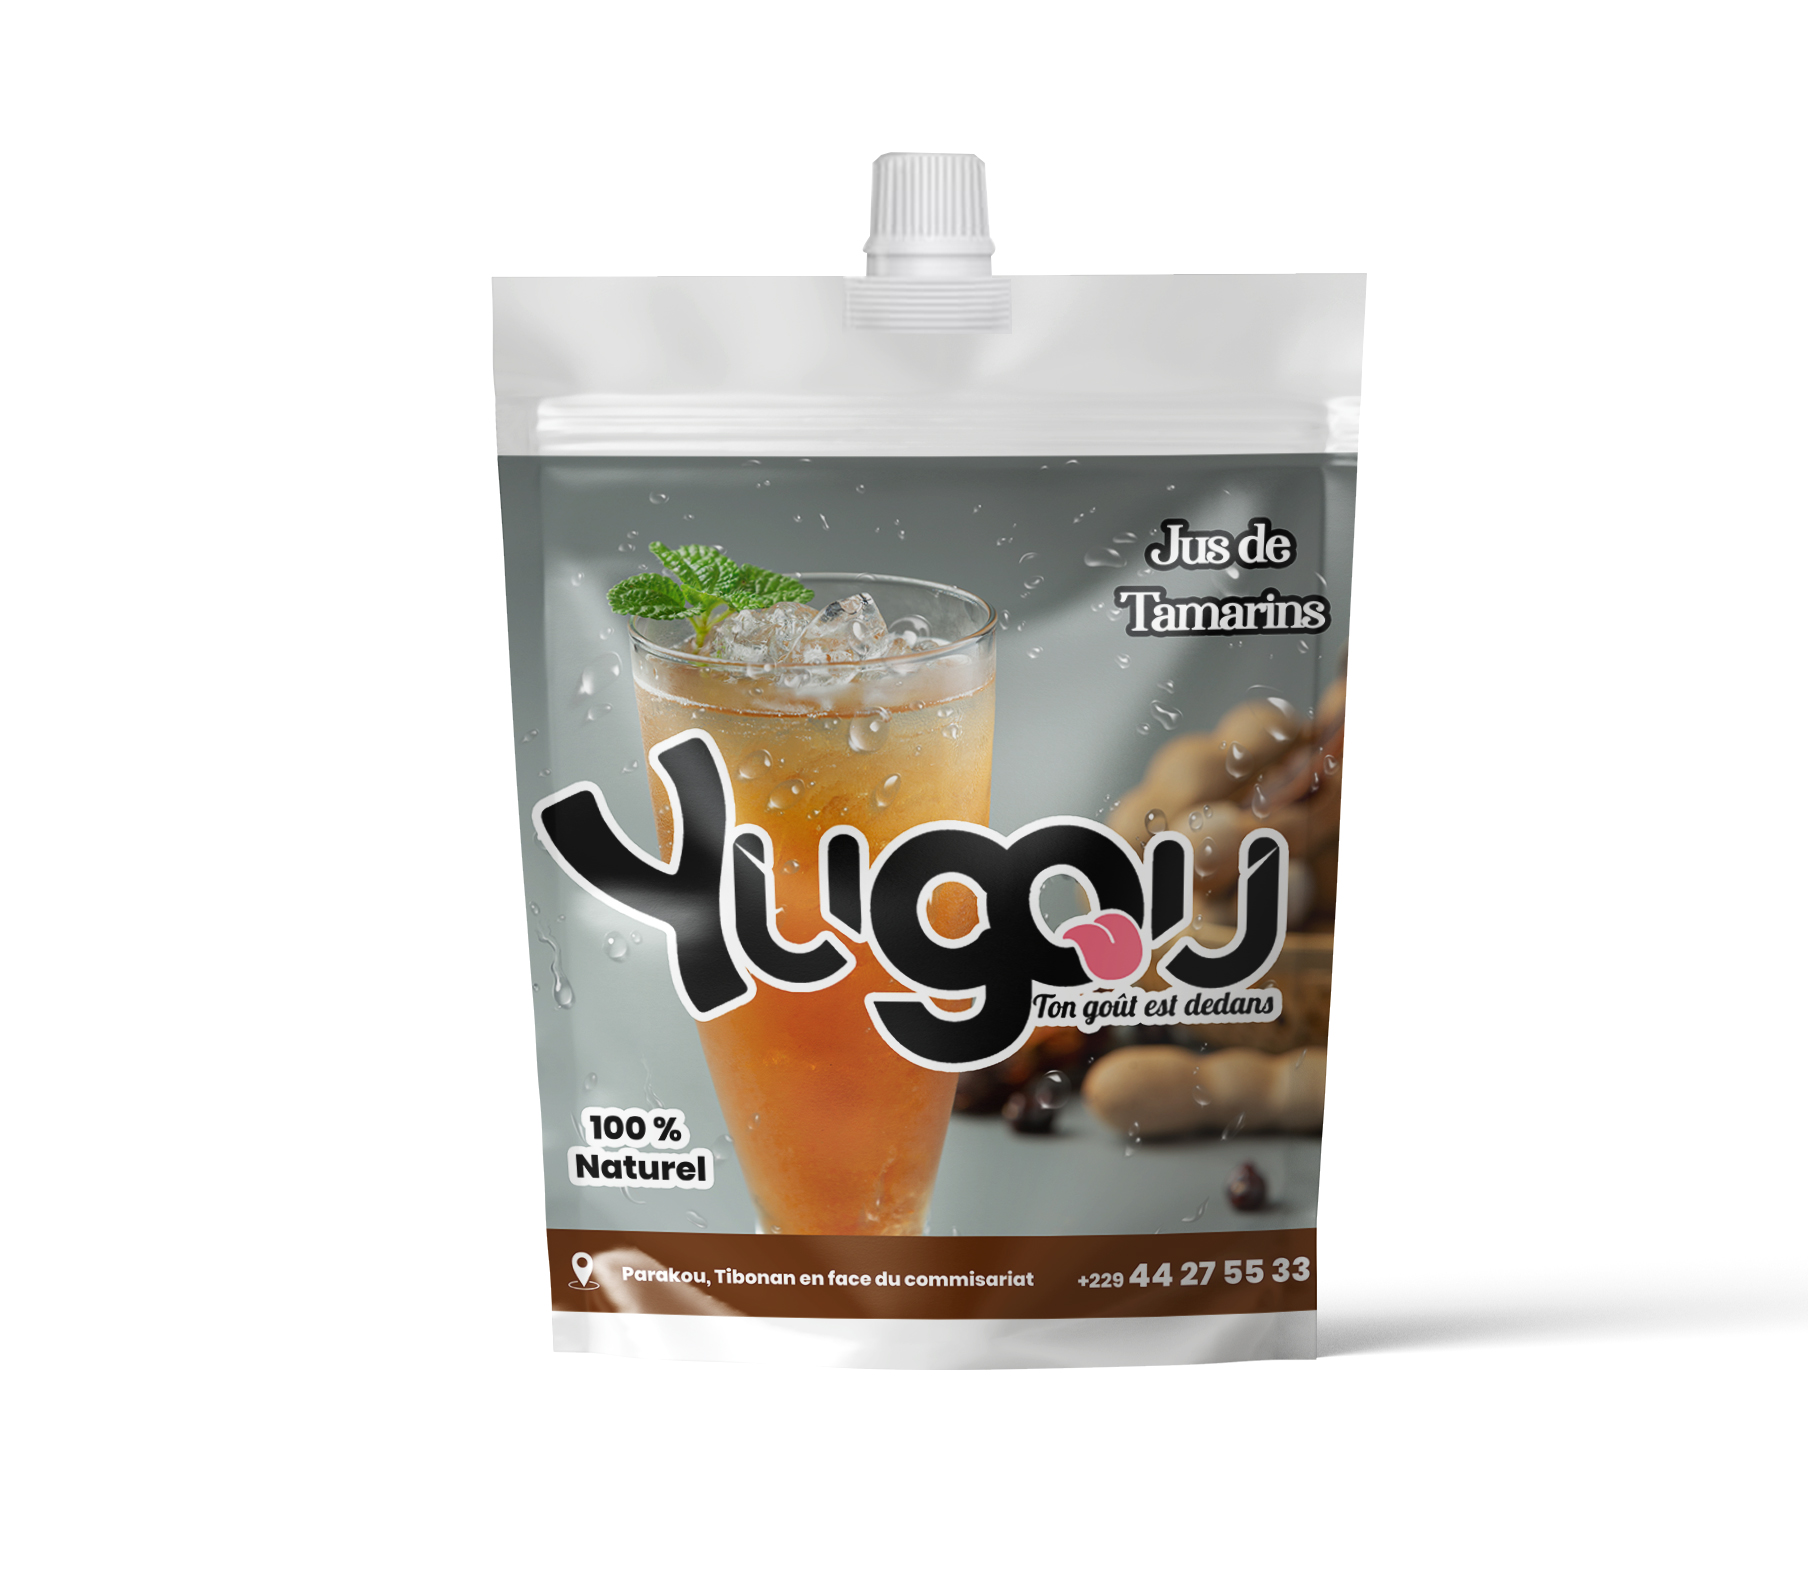 Jus de
Tamarins
Yugou
Ton goût est dedans
100 %
Naturel
Parakou, Tibonan en face du commisariat
+229 44 27 55 33